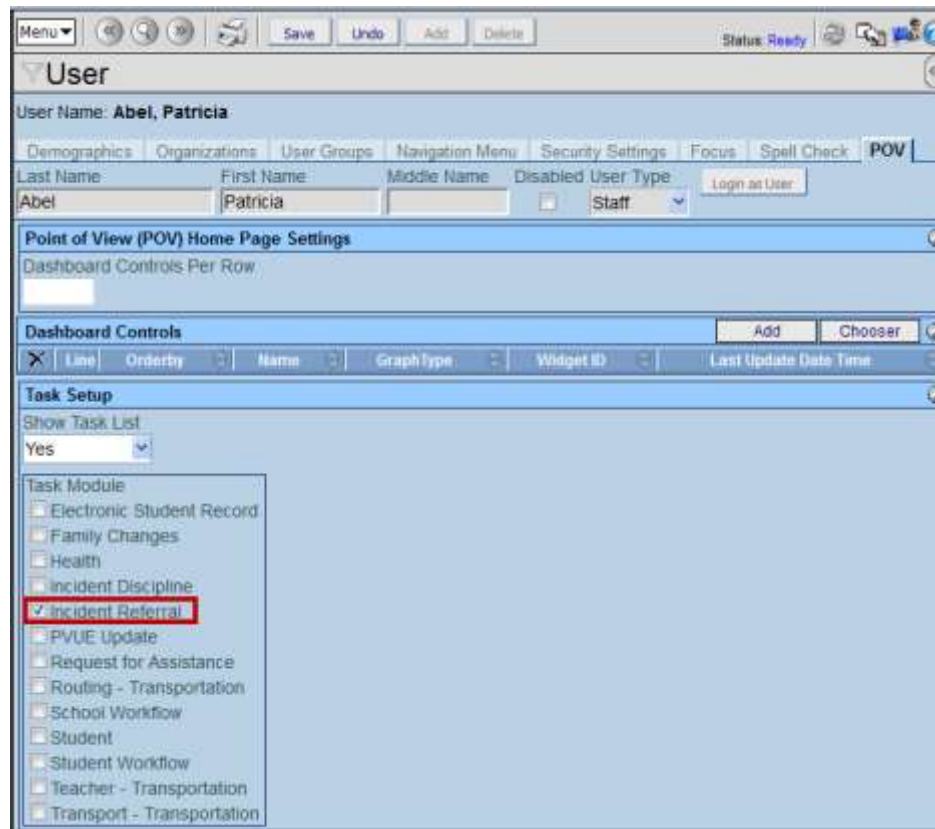 Menu Save Undo Add Delete Status: Ready
User
User Name: Abel, Patricia
Demographics Organizations User Groups Navigation Menu Security Settings Focus Spell Check POV
Last Name First Name Middle Name Disabled User Type Login as User
Abel Patricia Staff
Point of View (POV) Home Page Settings
Dashboard Controls Per Row
Dashboard Controls Add Chooser
X Line Orderby Name GraphType Widget ID Last Update Date Time
Task Setup
Show Task List
Yes
Task Module
Electronic Student Record
Family Changes
Health
Incident Discipline
Incident Referral
PVUE Update
Request for Assistance
Routing - Transportation
School Workflow
Student
Student Workflow
Teacher - Transportation
Transport - Transportation